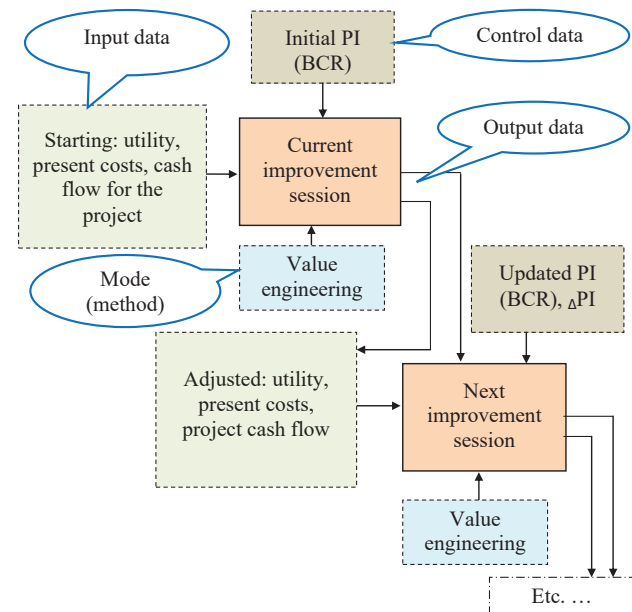 Input data
Initial PI
(BCR)
Control data
Starting: utility,
present costs, cash
flow for the
project
Current
improvement
session
Output data
Mode
(method)
Value
engineering
Updated PI
(BCR), ΔPI
Adjusted: utility,
present costs,
project cash flow
Next
improvement
session
Value
engineering
Etc. …